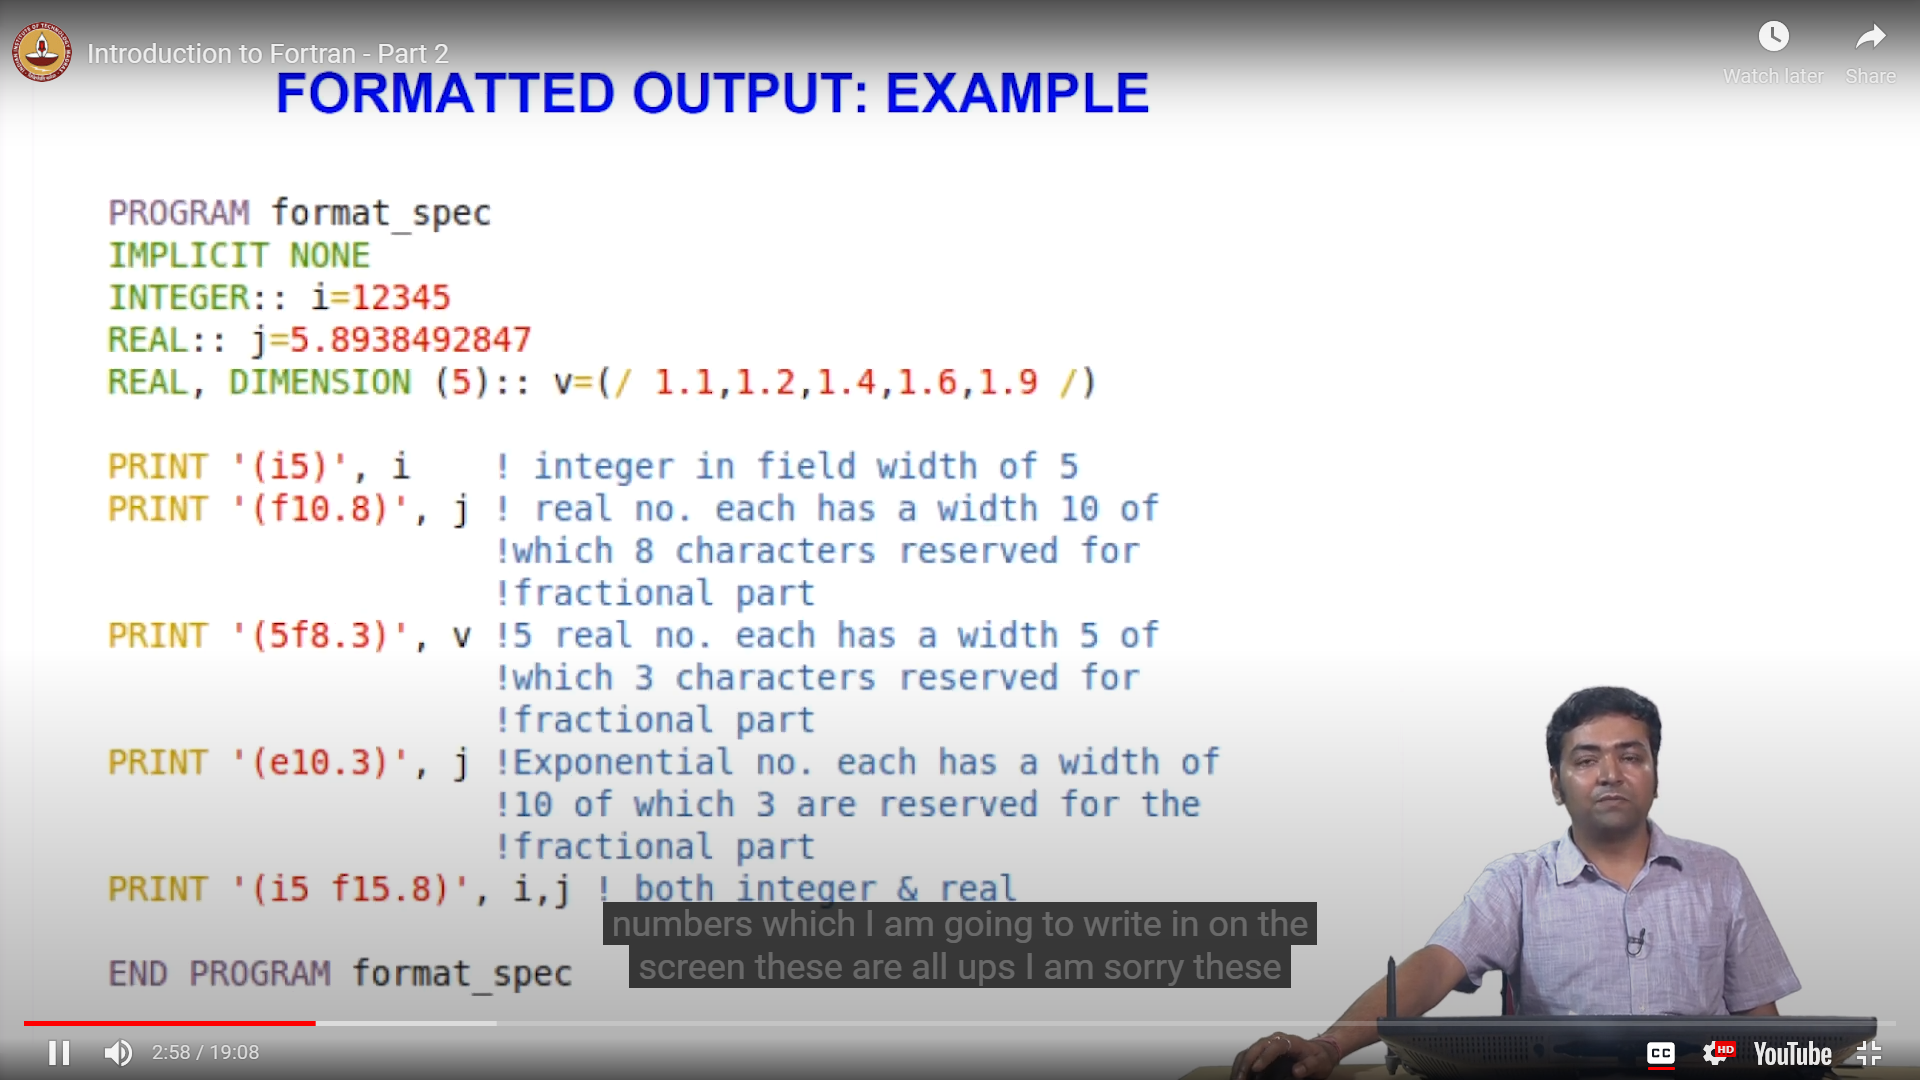 Introduction to Fortran - Part 2
Watch later
Share
FORMATTED OUTPUT: EXAMPLE
PROGRAM format_spec
IMPLICIT NONE
INTEGER:: i=12345
REAL:: j=5.8938492847
REAL, DIMENSION (5):: v=(/ 1.1,1.2,1.4,1.6,1.9 /)
PRINT '(i5)', i ! integer in field width of 5
PRINT '(f10.8)', j ! real no. each has a width 10 of
!which 8 characters reserved for
!fractional part
PRINT '(5f8.3)', v !5 real no. each has a width 5 of
!which 3 characters reserved for
!fractional part
PRINT '(e10.3)', j !Exponential no. each has a width of
!10 of which 3 are reserved for the
!fractional part
PRINT '(i5 f15.8)', i,j ! both integer & real
END PROGRAM format_spec
numbers which I am going to write in on the
screen these are all ups I am sorry these
2:58 / 19:08
CC
HD
YouTube